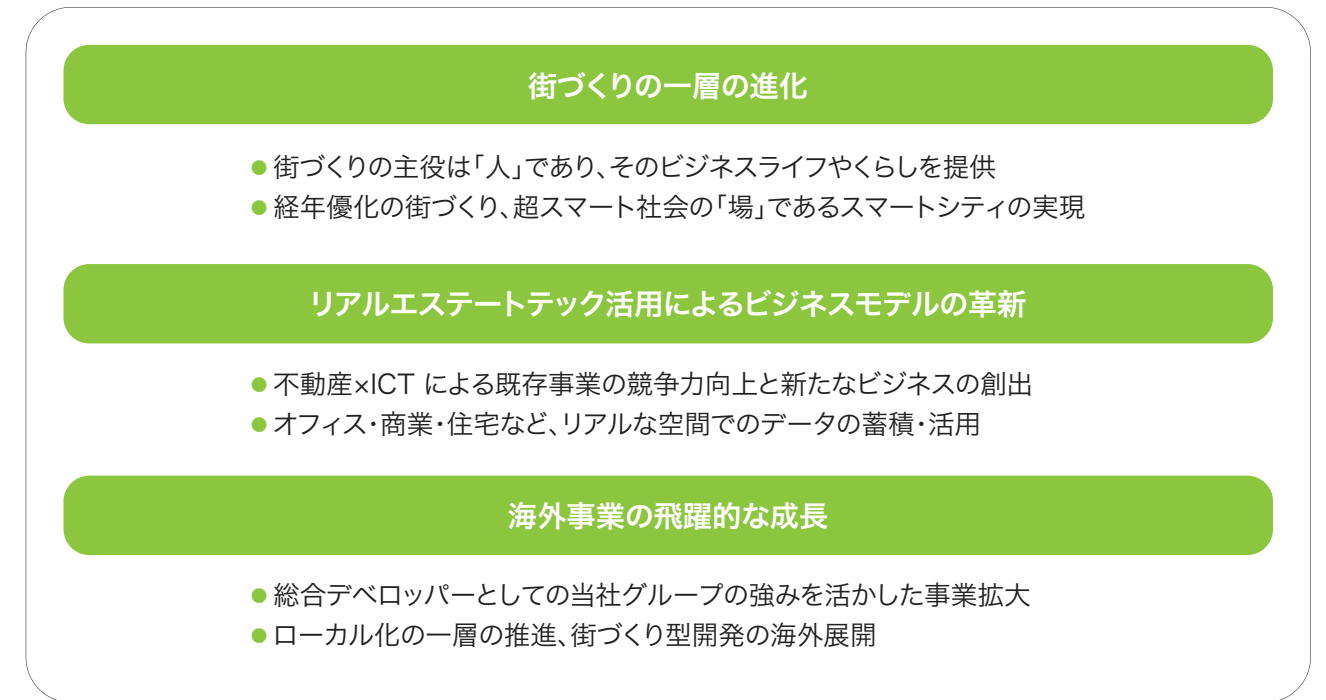 街づくりの一層の進化
●街づくりの主役は「人」であり、そのビジネスライフやくらしを提供
●経年優化の街づくり、超スマート社会の「場」であるスマートシティの実現
リアルエステートテック活用によるビジネスモデルの革新
●不動産×ICT による既存事業の競争力向上と新たなビジネスの創出
●オフィス・商業・住宅など、リアルな空間でのデータの蓄積・活用
海外事業の飛躍的な成長
●総合デベロッパーとしての当社グループの強みを活かした事業拡大
●ローカル化の一層の推進、街づくり型開発の海外展開